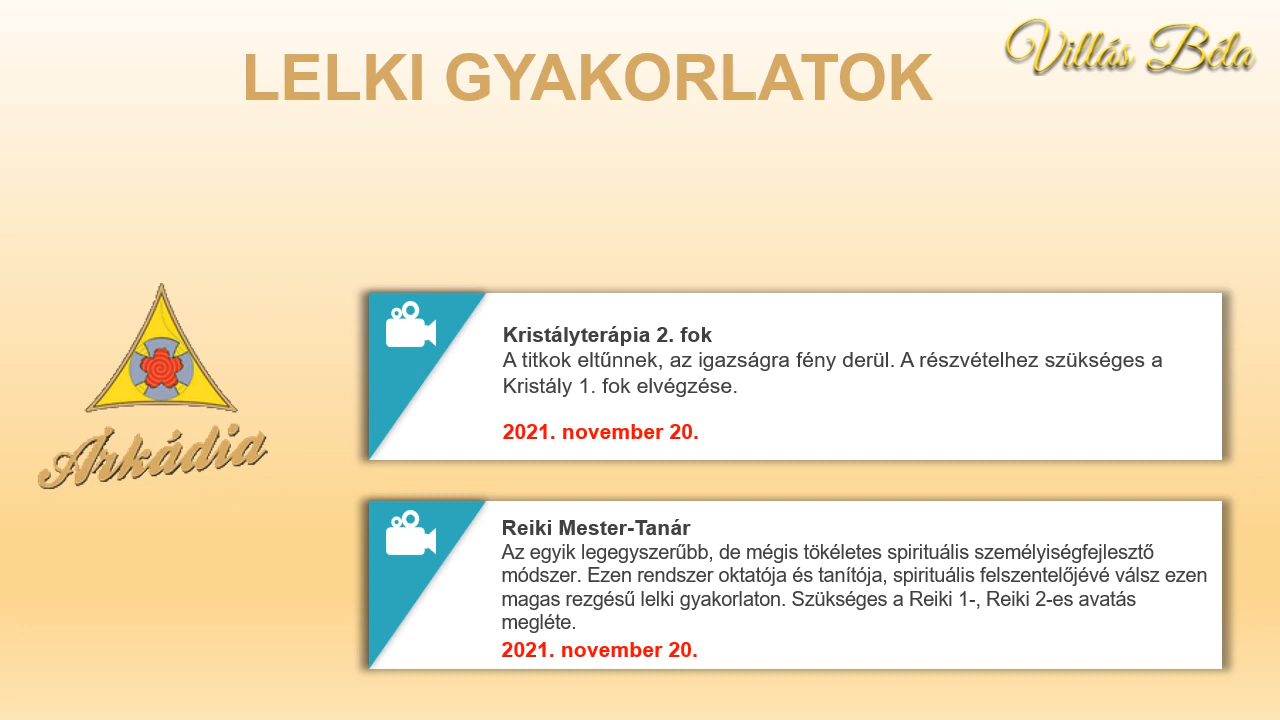 LELKI GYAKORLATOK
Villás Béla
Árkádia
Kristályterápia 2. fok
A titkok eltűnnek, az igazságra fény derül. A részvételhez szükséges a
Kristály 1. fok elvégzése.
2021. november 20.
Reiki Mester-Tanár
Az egyik legegyszerűbb, de mégis tökéletes spirituális személyiségfejlesztő
módszer. Ezen rendszer oktatója és tanítója, spirituális felszentelőjévé válsz ezen
magas rezgésű lelki gyakorlaton. Szükséges a Reiki 1-, Reiki 2-es avatás
megléte.
2021. november 20.